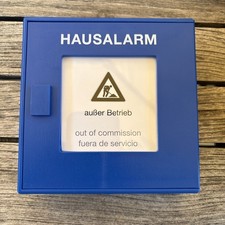 HAUSALARM
außer Betrieb
out of commission
fuera de servicio